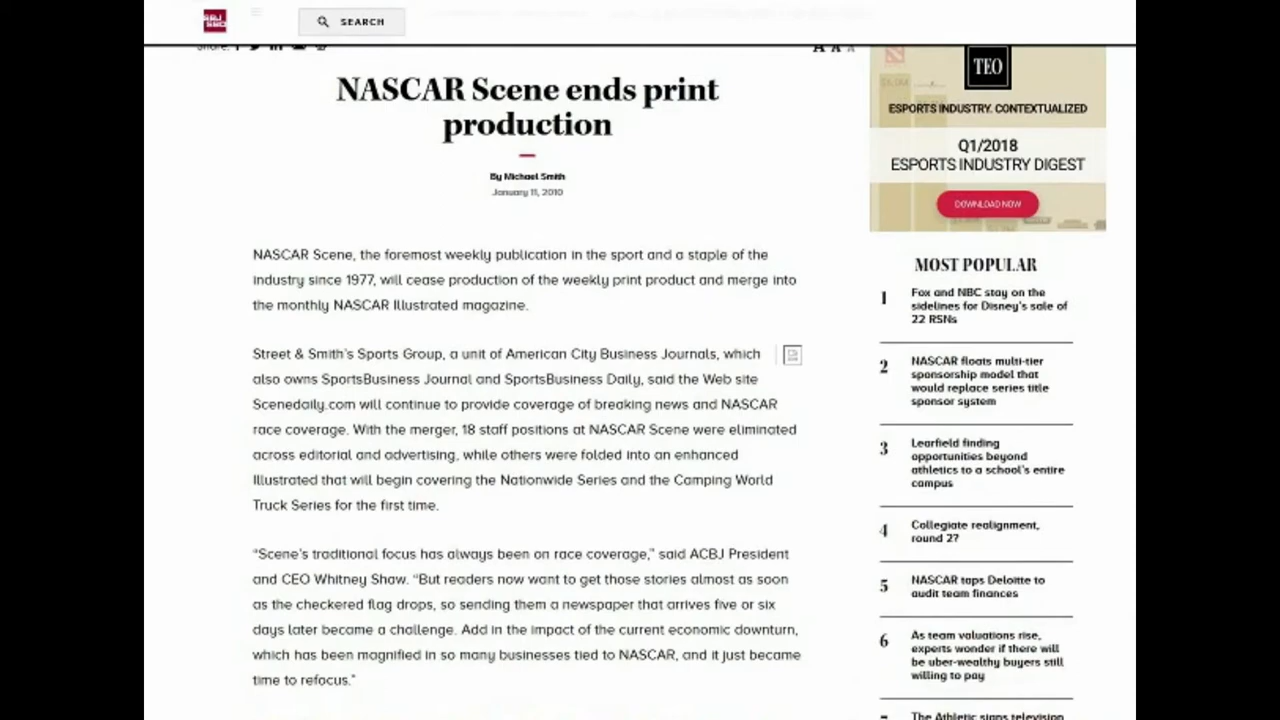 SBJ
SBD
SEARCH
Share:
A A A
NASCAR Scene ends print
production
By Michael Smith
January 11, 2010
NASCAR Scene, the foremost weekly publication in the sport and a staple of the
industry since 1977, will cease production of the weekly print product and merge into
the monthly NASCAR Illustrated magazine.
Street & Smith's Sports Group, a unit of American City Business Journals, which
also owns SportsBusiness Journal and SportsBusiness Daily, said the Web site
Scenedaily.com will continue to provide coverage of breaking news and NASCAR
race coverage. With the merger, 18 staff positions at NASCAR Scene were eliminated
across editorial and advertising, while others were folded into an enhanced
Illustrated that will begin covering the Nationwide Series and the Camping World
Truck Series for the first time.
“Scene's traditional focus has always been on race coverage,” said ACBJ President
and CEO Whitney Shaw. “But readers now want to get those stories almost as soon
as the checkered flag drops, so sending them a newspaper that arrives five or six
days later became a challenge. Add in the impact of the current economic downturn,
which has been magnified in so many businesses tied to NASCAR, and it just became
time to refocus.”
TEO
ESPORTS INDUSTRY. CONTEXTUALIZED
Q1/2018
ESPORTS INDUSTRY DIGEST
DOWNLOAD NOW
MOST POPULAR
1 Fox and NBC stay on the
sidelines for Disney's sale of
22 RSNs
2 NASCAR floats multi-tier
sponsorship model that
would replace series title
sponsor system
3 Learfield finding
opportunities beyond
athletics to a school's entire
campus
4 Collegiate realignment,
round 2?
5 NASCAR taps Deloitte to
audit team finances
6 As team valuations rise,
experts wonder if there will
be uber-wealthy buyers still
willing to pay
7 The Athletic signs television